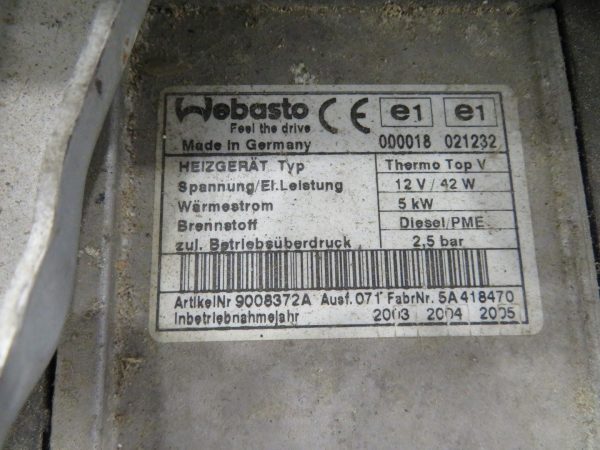 Webasto CE e1 e1
Feel the drive
Made in Germany 000018 021232
HEIZGERÄT Typ Thermo Top V
Spannung/El.Leistung 12 V / 42 W
Wärmestrom 5 kW
Brennstoff Diesel/PME
zul. Betriebsüberdruck 2,5 bar
ArtikelNr 9008372A Ausf. 071 FabrNr. 5A418470
Inbetriebnahmejahr 2003 2004 2005